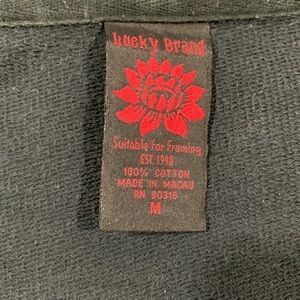 Lucky Brand
Suitable for Framing
EST. 1990
100% COTTON
MADE IN MACAU
RN 80318
M